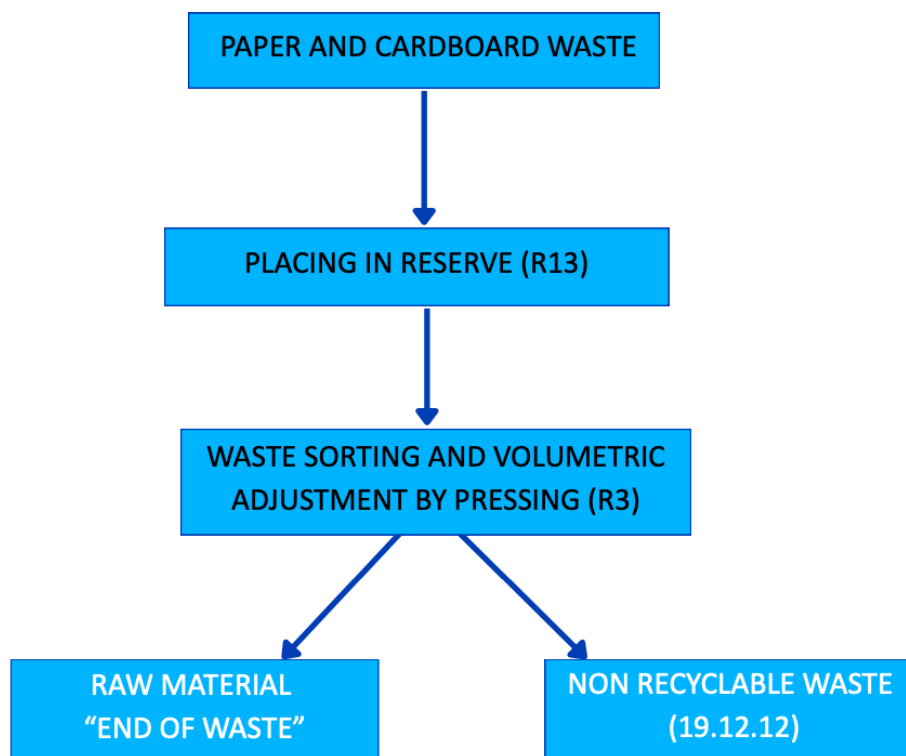 PAPER AND CARDBOARD WASTE
PLACING IN RESERVE (R13)
WASTE SORTING AND VOLUMETRIC
ADJUSTMENT BY PRESSING (R3)
RAW MATERIAL
“END OF WASTE”
NON RECYCLABLE WASTE
(19.12.12)